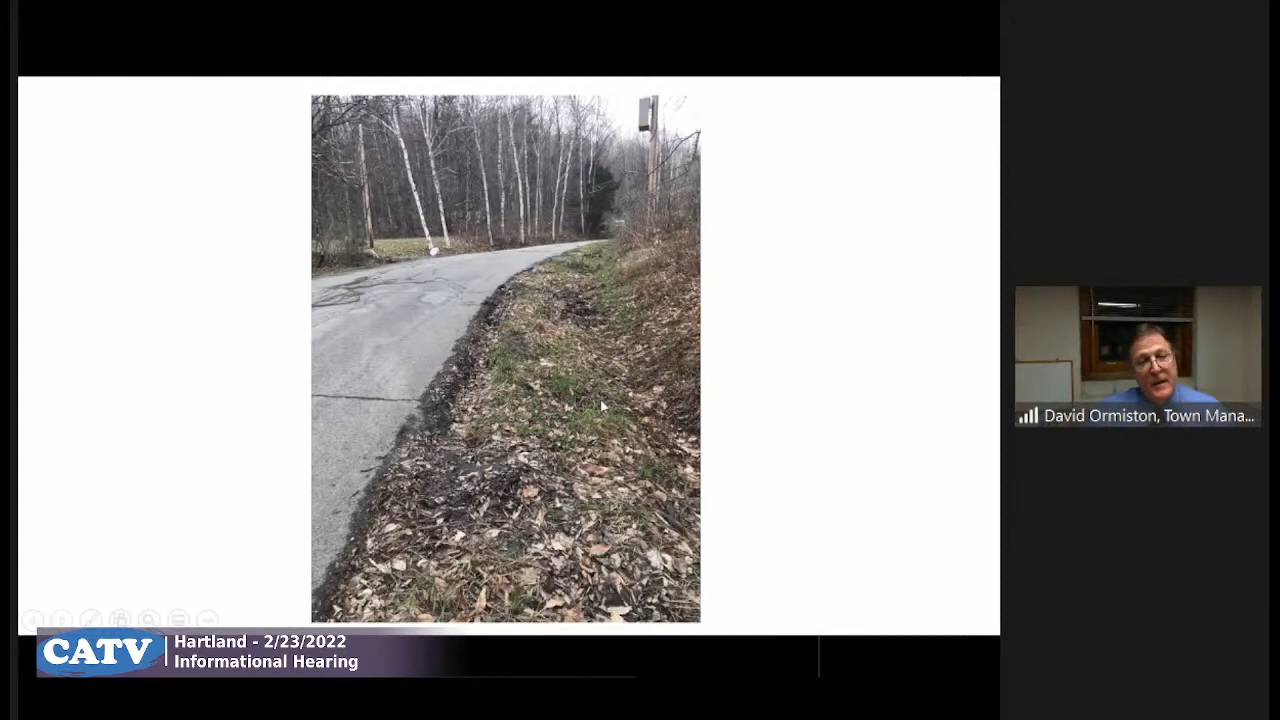 David Ormiston, Town Mana...
CATV
Hartland - 2/23/2022
Informational Hearing